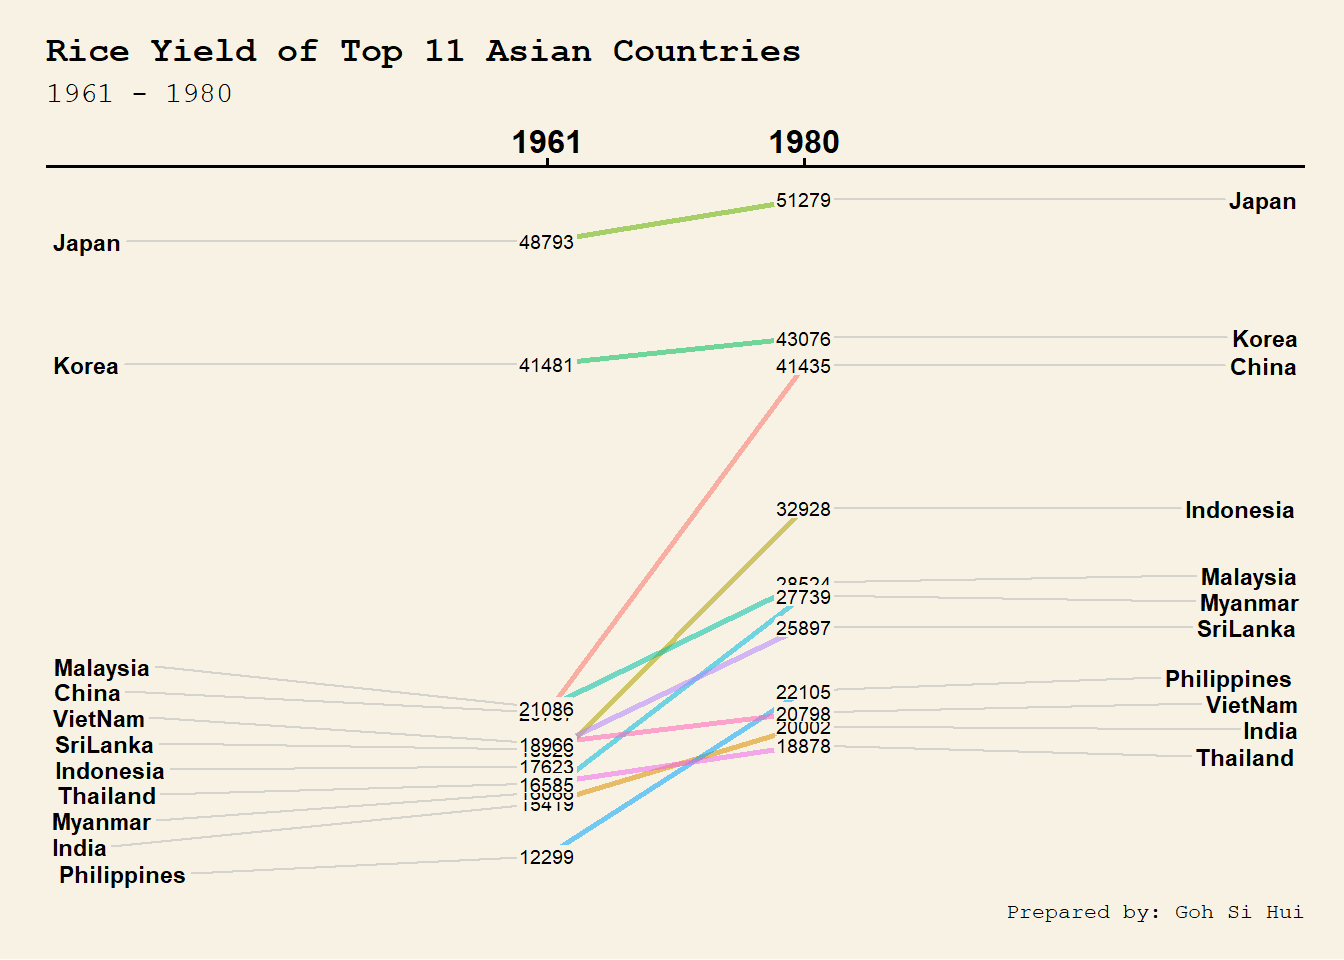 Rice Yield of Top 11 Asian Countries
1961 - 1980
1961 1980
51279 Japan
Japan 48793
43076 Korea
Korea 41481 41435 China
32928 Indonesia
28524 Malaysia
27739 Myanmar
25897 SriLanka
Malaysia
22105 Philippines
China 21086
20798 VietNam
VietNam
20002 India
SriLanka 18966
18878 Thailand
Indonesia 17623
Thailand 16585
Myanmar
15419
India
Philippines 12299
Prepared by: Goh Si Hui